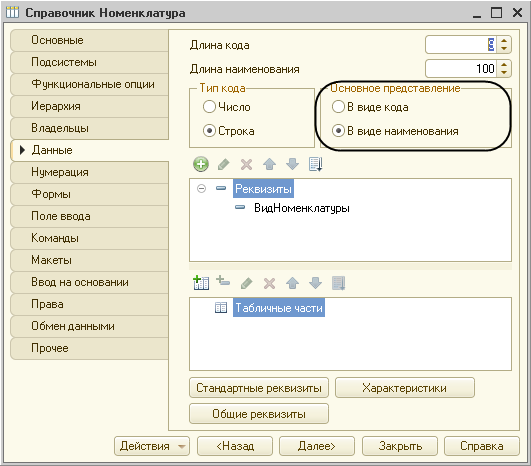 Справочник Номенклатура
Основные
Подсистемы
Функциональные опции
Иерархия
Владельцы
Данные
Нумерация
Формы
Поле ввода
Команды
Макеты
Ввод на основании
Права
Обмен данными
Прочее
Длина кода 9
Длина наименования 100
Тип кода
Число
Строка
Основное представление
В виде кода
В виде наименования
Реквизиты
ВидНоменклатуры
Табличные части
Стандартные реквизиты Характеристики
Общие реквизиты
Действия <Назад Далее> Закрыть Справка